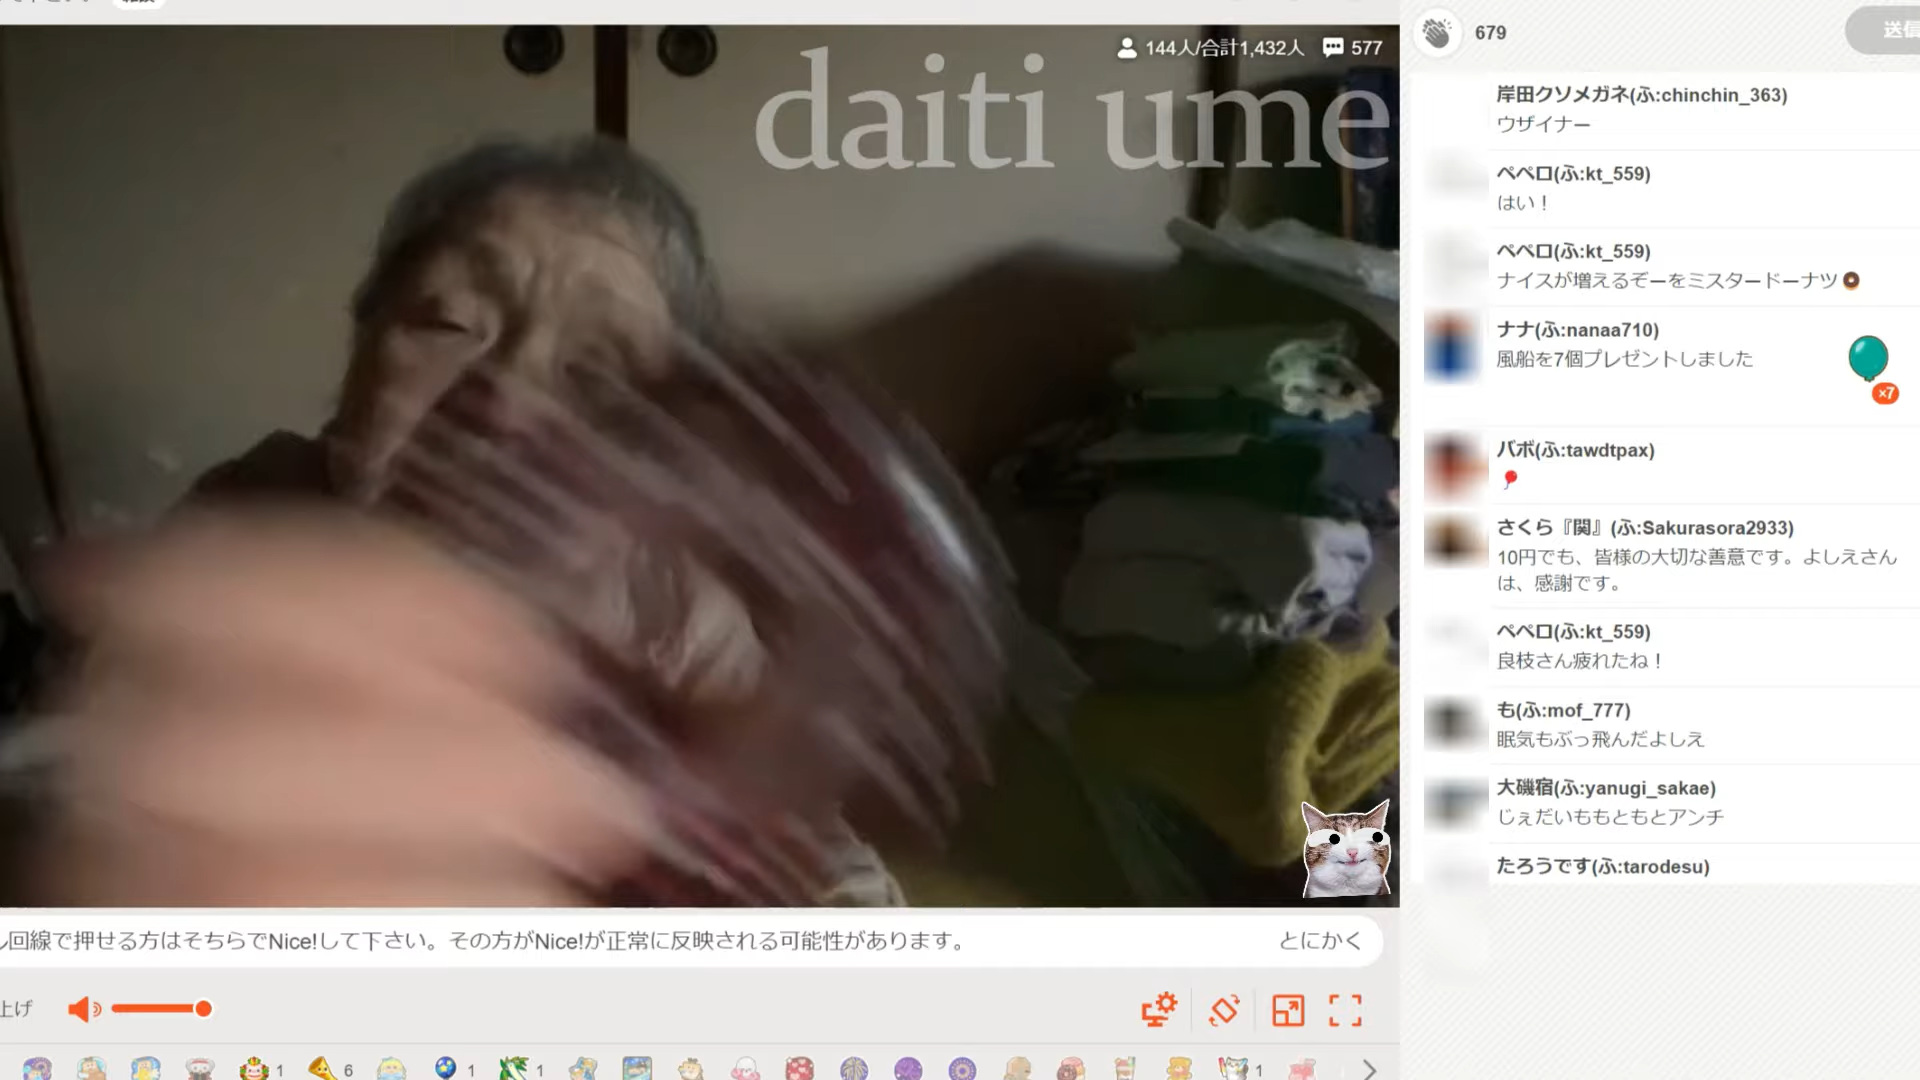 144人/合計1,432人 577
daiti ume
679
送信
岸田クソメガネ(ふ:chinchin_363)
ウザイナー
ペペロ(ふ:kt_559)
はい！
ペペロ(ふ:kt_559)
ナイスが増えるぞーをミスタードーナツ🍩
ナナ(ふ:nanaa710)
風船を7個プレゼントしました
×7
バボ(ふ:tawdtpax)
🎈
さくら『関』(ふ:Sakurasora2933)
10円でも、皆様の大切な善意です。よしえさん
は、感謝です。
ペペロ(ふ:kt_559)
良枝さん疲れたね！
も(ふ:mof_777)
眠気もぶっ飛んだよしえ
大磯宿(ふ:yanugi_sakae)
じぇだいももともとアンチ
たろうです(ふ:tarodesu)
回線で押せる方はそちらでNice!して下さい。その方がNice!が正常に反映される可能性があります。 とにかく
上げ
1 6 1 1 1